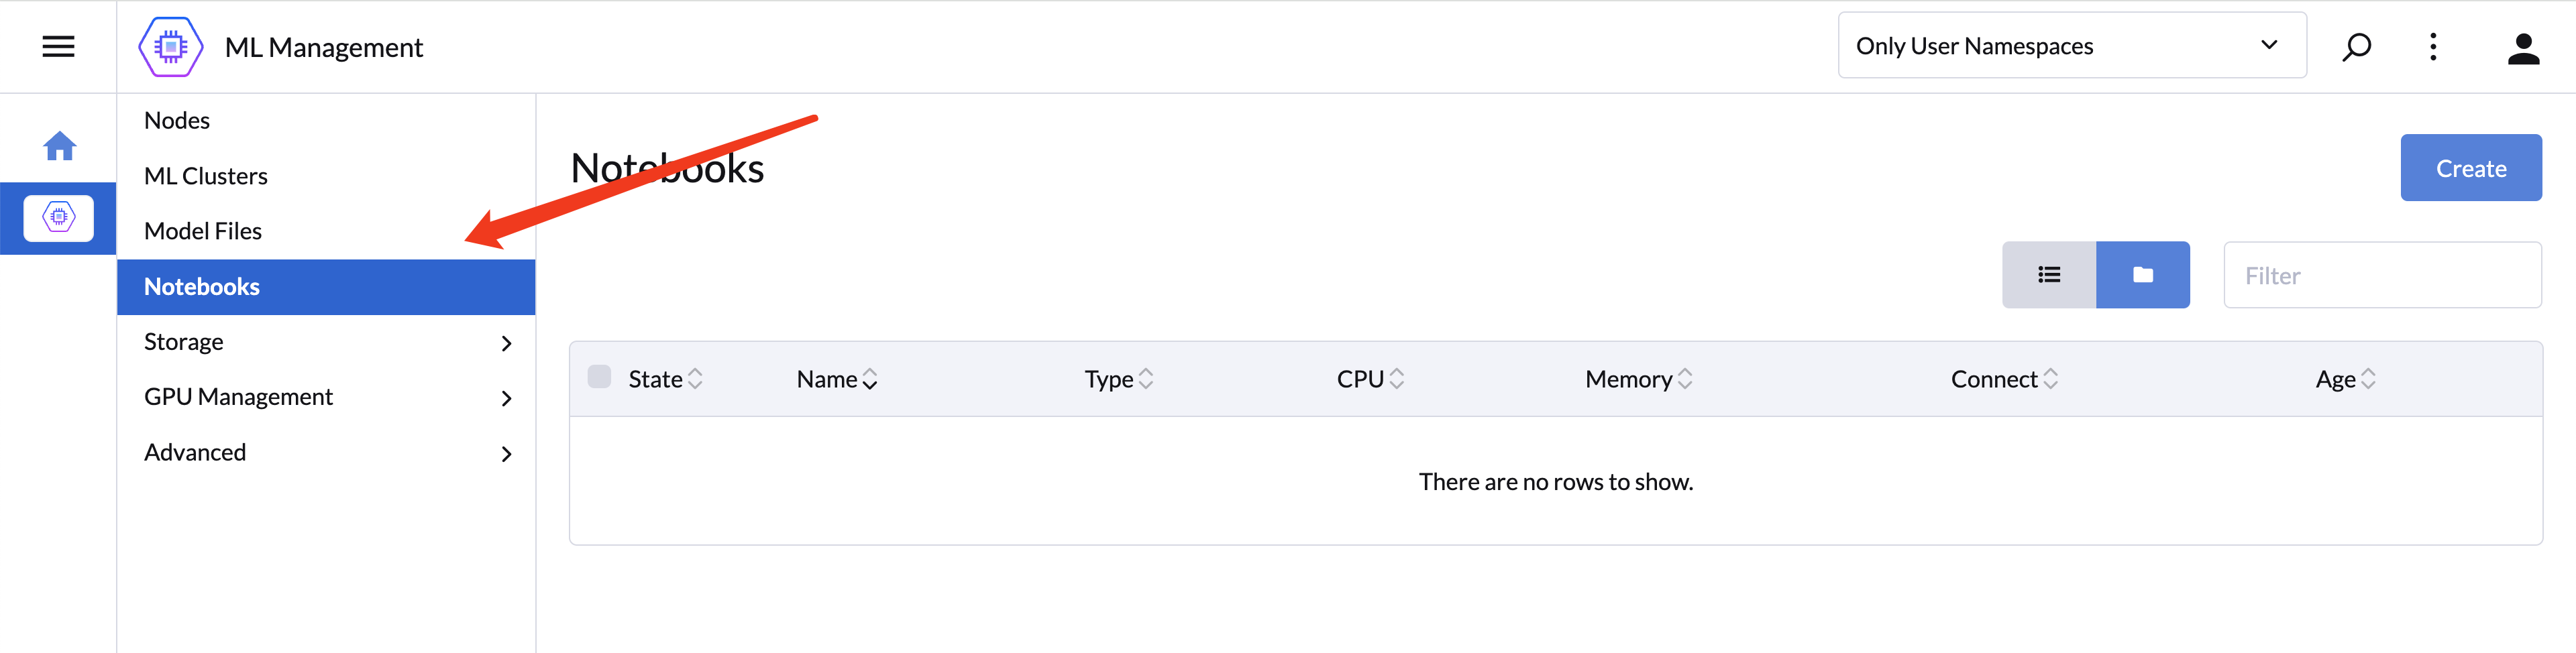 ML Management
Only User Namespaces
Nodes
ML Clusters
Model Files
Notebooks
Storage
GPU Management
Advanced
Notebooks
Create
Filter
State Name Type CPU Memory Connect Age
There are no rows to show.